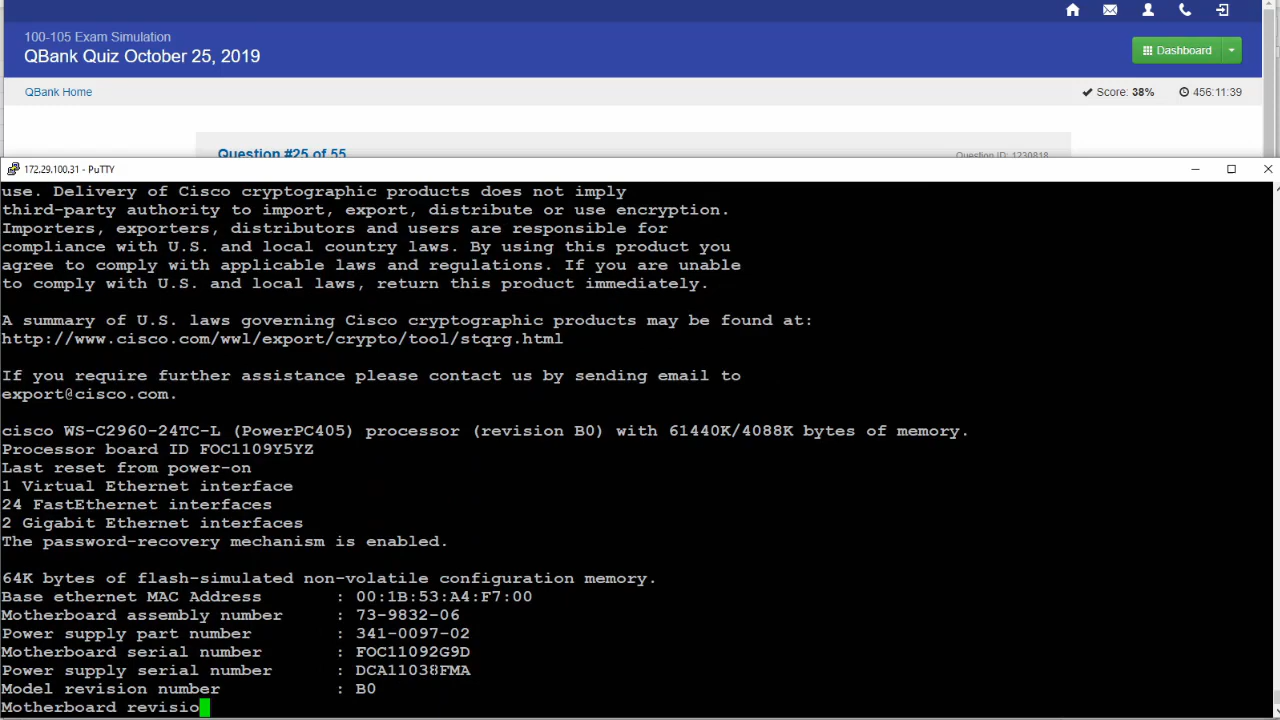 100-105 Exam Simulation
QBank Quiz October 25, 2019
Dashboard
QBank Home
Score: 38%
456:11:39
Question #25 of 55
Question ID: 1230818
172.29.100.31 - PuTTY
use. Delivery of Cisco cryptographic products does not imply
third-party authority to import, export, distribute or use encryption.
Importers, exporters, distributors and users are responsible for
compliance with U.S. and local country laws. By using this product you
agree to comply with applicable laws and regulations. If you are unable
to comply with U.S. and local laws, return this product immediately.
A summary of U.S. laws governing Cisco cryptographic products may be found at:
http://www.cisco.com/wwl/export/crypto/tool/stqrg.html
If you require further assistance please contact us by sending email to
export@cisco.com.
cisco WS-C2960-24TC-L (PowerPC405) processor (revision B0) with 61440K/4088K bytes of memory.
Processor board ID FOC1109Y5YZ
Last reset from power-on
1 Virtual Ethernet interface
24 FastEthernet interfaces
2 Gigabit Ethernet interfaces
The password-recovery mechanism is enabled.
64K bytes of flash-simulated non-volatile configuration memory.
Base ethernet MAC Address : 00:1B:53:A4:F7:00
Motherboard assembly number : 73-9832-06
Power supply part number : 341-0097-02
Motherboard serial number : FOC11092G9D
Power supply serial number : DCA11038FMA
Model revision number : B0
Motherboard revisio